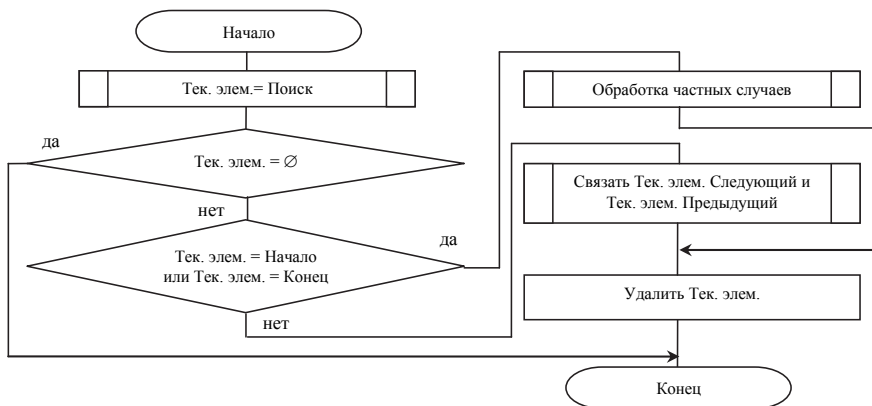 Начало
Тек. элем.= Поиск
да
Тек. элем. = ∅
нет
Тек. элем. = Начало
или Тек. элем. = Конец
да
нет
Обработка частных случаев
Связать Тек. элем. Следующий и
Тек. элем. Предыдущий
Удалить Тек. элем.
Конец